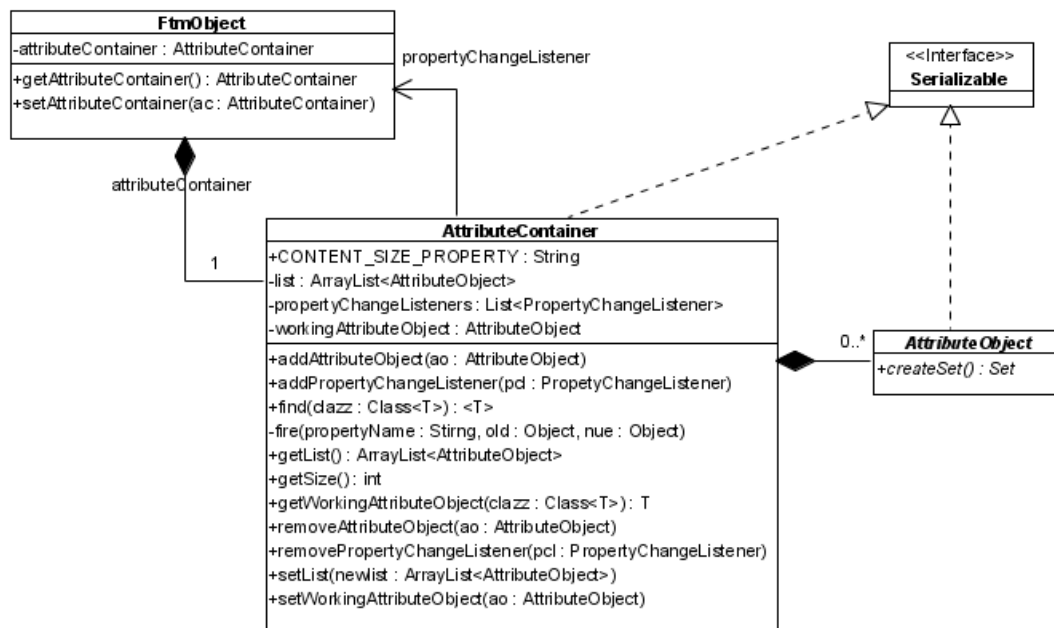 FtmObject
-attributeContainer : AttributeContainer
+getAttributeContainer() : AttributeContainer
+setAttributeContainer(ac : AttributeContainer)
propertyChangeListener
<<Interface>>
Serializable
attributeContainer
1
AttributeContainer
+CONTENT_SIZE_PROPERTY : String
-list : ArrayList<AttributeObject>
-propertyChangeListeners : List<PropertyChangeListener>
-workingAttributeObject : AttributeObject
+addAttributeObject(ao : AttributeObject)
+addPropertyChangeListener(pcl : PropetyChangeListener)
+find(clazz : Class<T>) : <T>
-fire(propertyName : Stirng, old : Object, nue : Object)
+getList() : ArrayList<AttributeObject>
+getSize() : int
+getWorkingAttributeObject(clazz : Class<T>) : T
+removeAttributeObject(ao : AttributeObject)
+removePropertyChangeListener(pcl : PropertyChangeListener)
+setList(newlist : ArrayList<AttributeObject>)
+setWorkingAttributeObject(ao : AttributeObject)
0..*
AttributeObject
+createSet() : Set